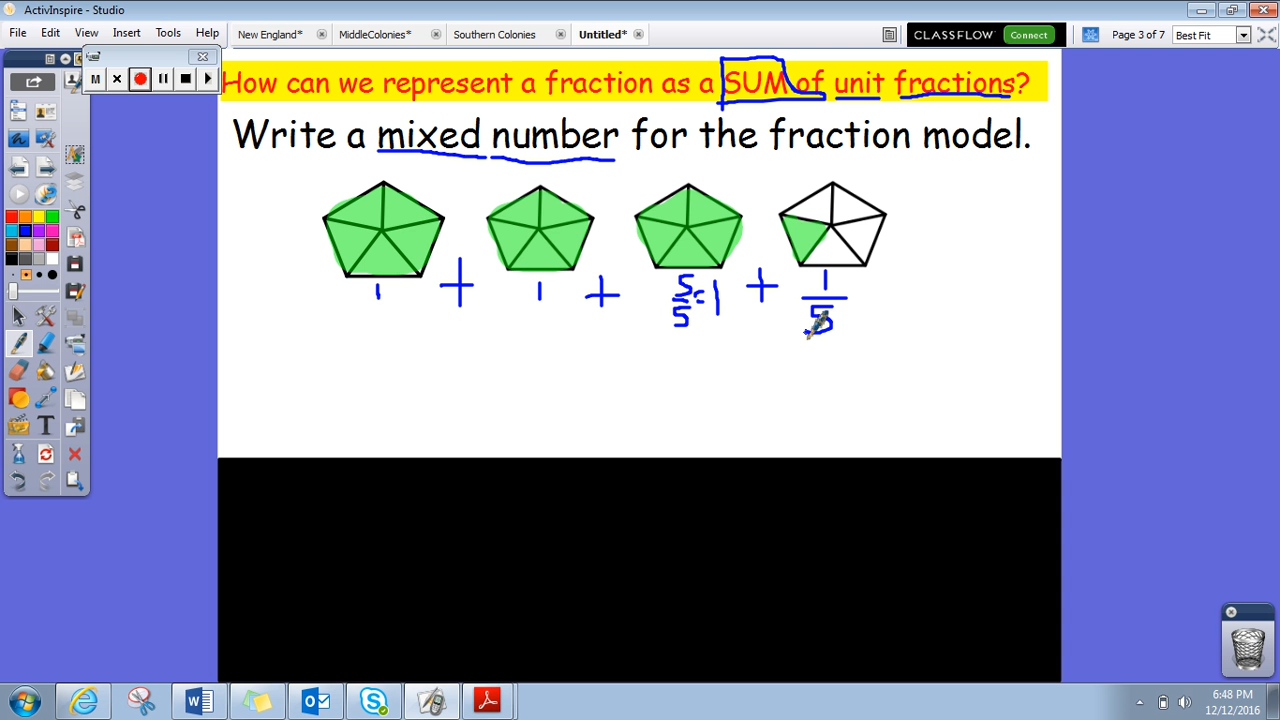 ActivInspire - Studio
File Edit View Insert Tools Help New England* MiddleColonies* Southern Colonies Untitled* CLASSFLOW Connect Page 3 of 7 Best Fit
M
How can we represent a fraction as a SUM of unit fractions?
Write a mixed number for the fraction model.
1 + 1 + 5/5=1 + 1/5
T
6:48 PM
12/12/2016